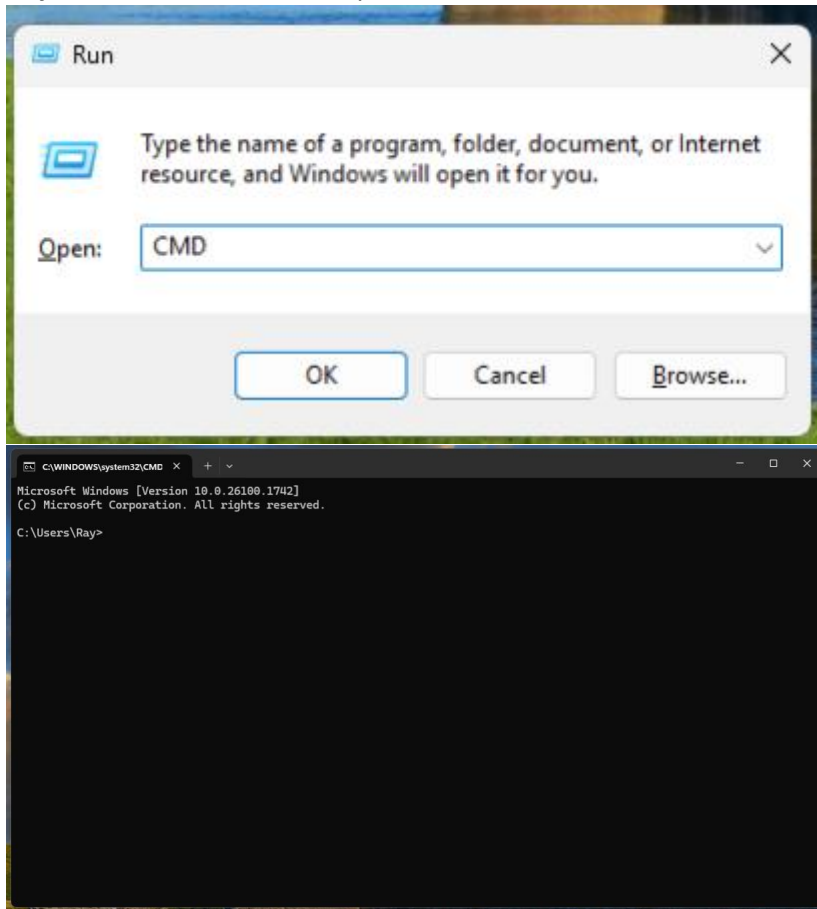 Run
Type the name of a program, folder, document, or Internet
resource, and Windows will open it for you.
Open:
CMD
OK
Cancel
Browse...
C:\WINDOWS\system32\CMD
Microsoft Windows [Version 10.0.26100.1742]
(c) Microsoft Corporation. All rights reserved.
C:\Users\Ray>